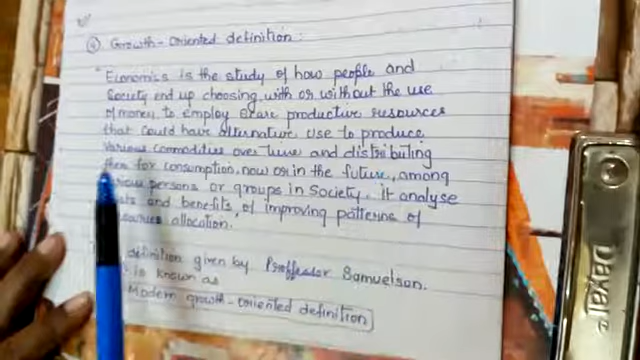 ④ Growth-Oriented definition:
"Economics is the study of how people and
Society end up choosing with or without the use
of money to employ scare productive resources
that could have alternative use to produce
Various commodities over time and distributing
them for consumption, now or in the future, among
persons or groups in Society. it analyse
and benefits, of improving patterns of
allocation.
definition given by Proffessor Samuelson.
is known as
Modern growth-oriented definition
Dayal